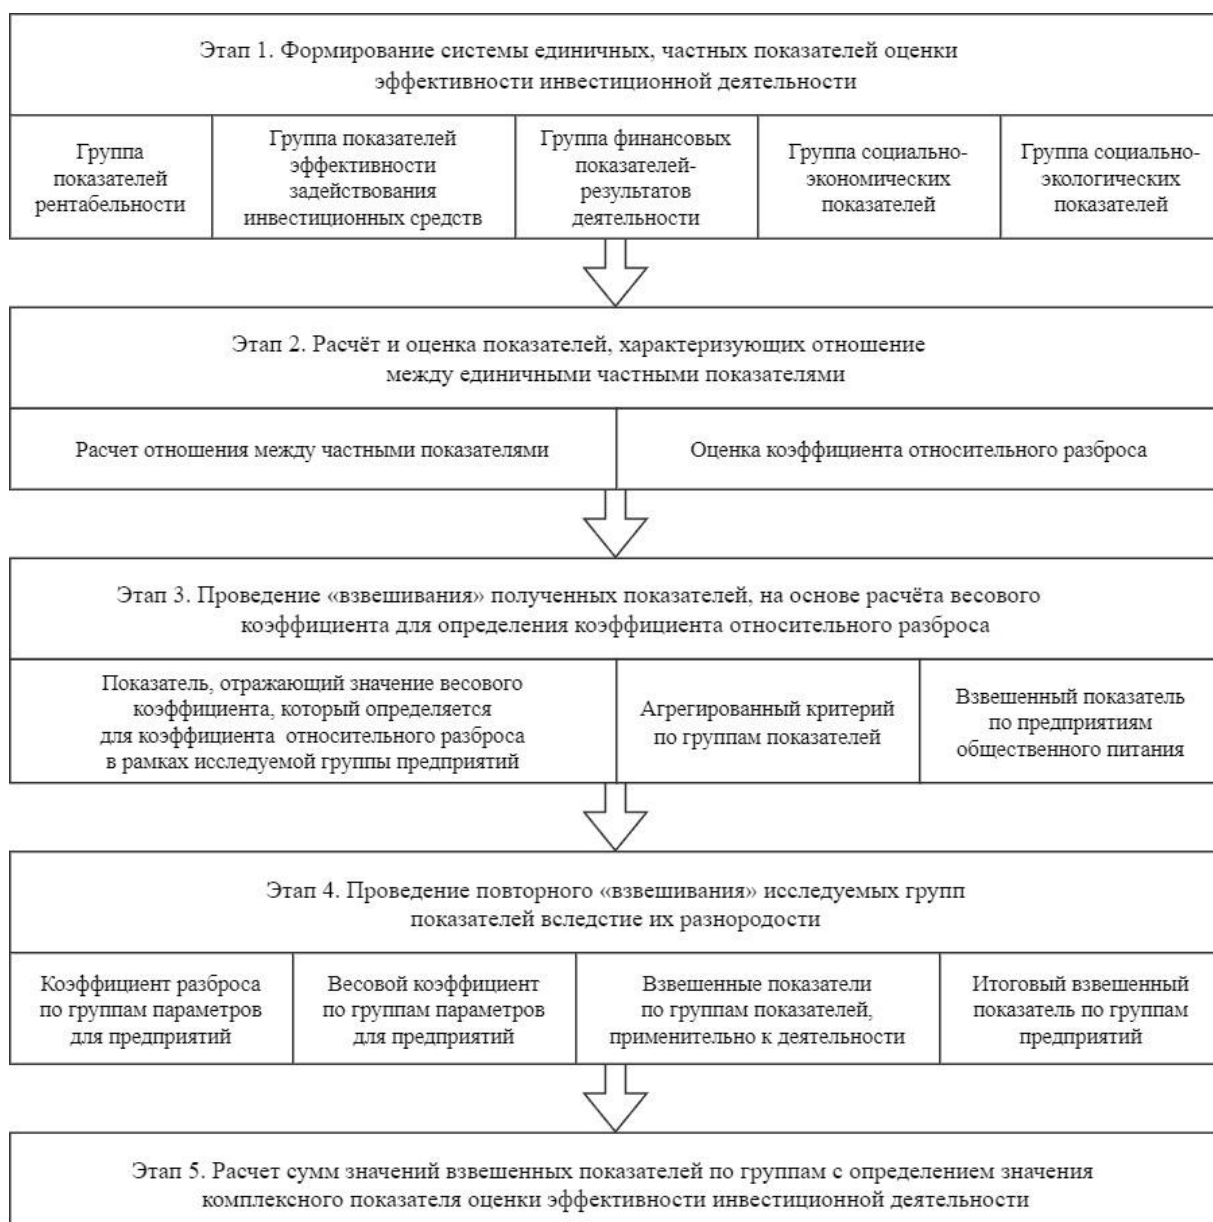 Этап 1. Формирование системы единичных, частных показателей оценки
эффективности инвестиционной деятельности
Группа
показателей
рентабельности
Группа показателей
эффективности
задействования
инвестиционных средств
Группа финансовых
показателей-
результатов
деятельности
Группа социально-
экономических
показателей
Группа социально-
экологических
показателей
Этап 2. Расчёт и оценка показателей, характеризующих отношение
между единичными частными показателями
Расчет отношения между частными показателями
Оценка коэффициента относительного разброса
Этап 3. Проведение «взвешивания» полученных показателей, на основе расчёта весового
коэффициента для определения коэффициента относительного разброса
Показатель, отражающий значение весового
коэффициента, который определяется
для коэффициента относительного разброса
в рамках исследуемой группы предприятий
Агрегированный критерий
по группам показателей
Взвешенный показатель
по предприятиям
общественного питания
Этап 4. Проведение повторного «взвешивания» исследуемых групп
показателей вследстие их разнородости
Коэффициент разброса
по группам параметров
для предприятий
Весовой коэффициент
по группам параметров
для предприятий
Взвешенные показатели
по группам показателей,
применительно к деятельности
Итоговый взвешенный
показатель по группам
предприятий
Этап 5. Расчет сумм значений взвешенных показателей по группам с определением значения
комплексного показателя оценки эффективности инвестиционной деятельности